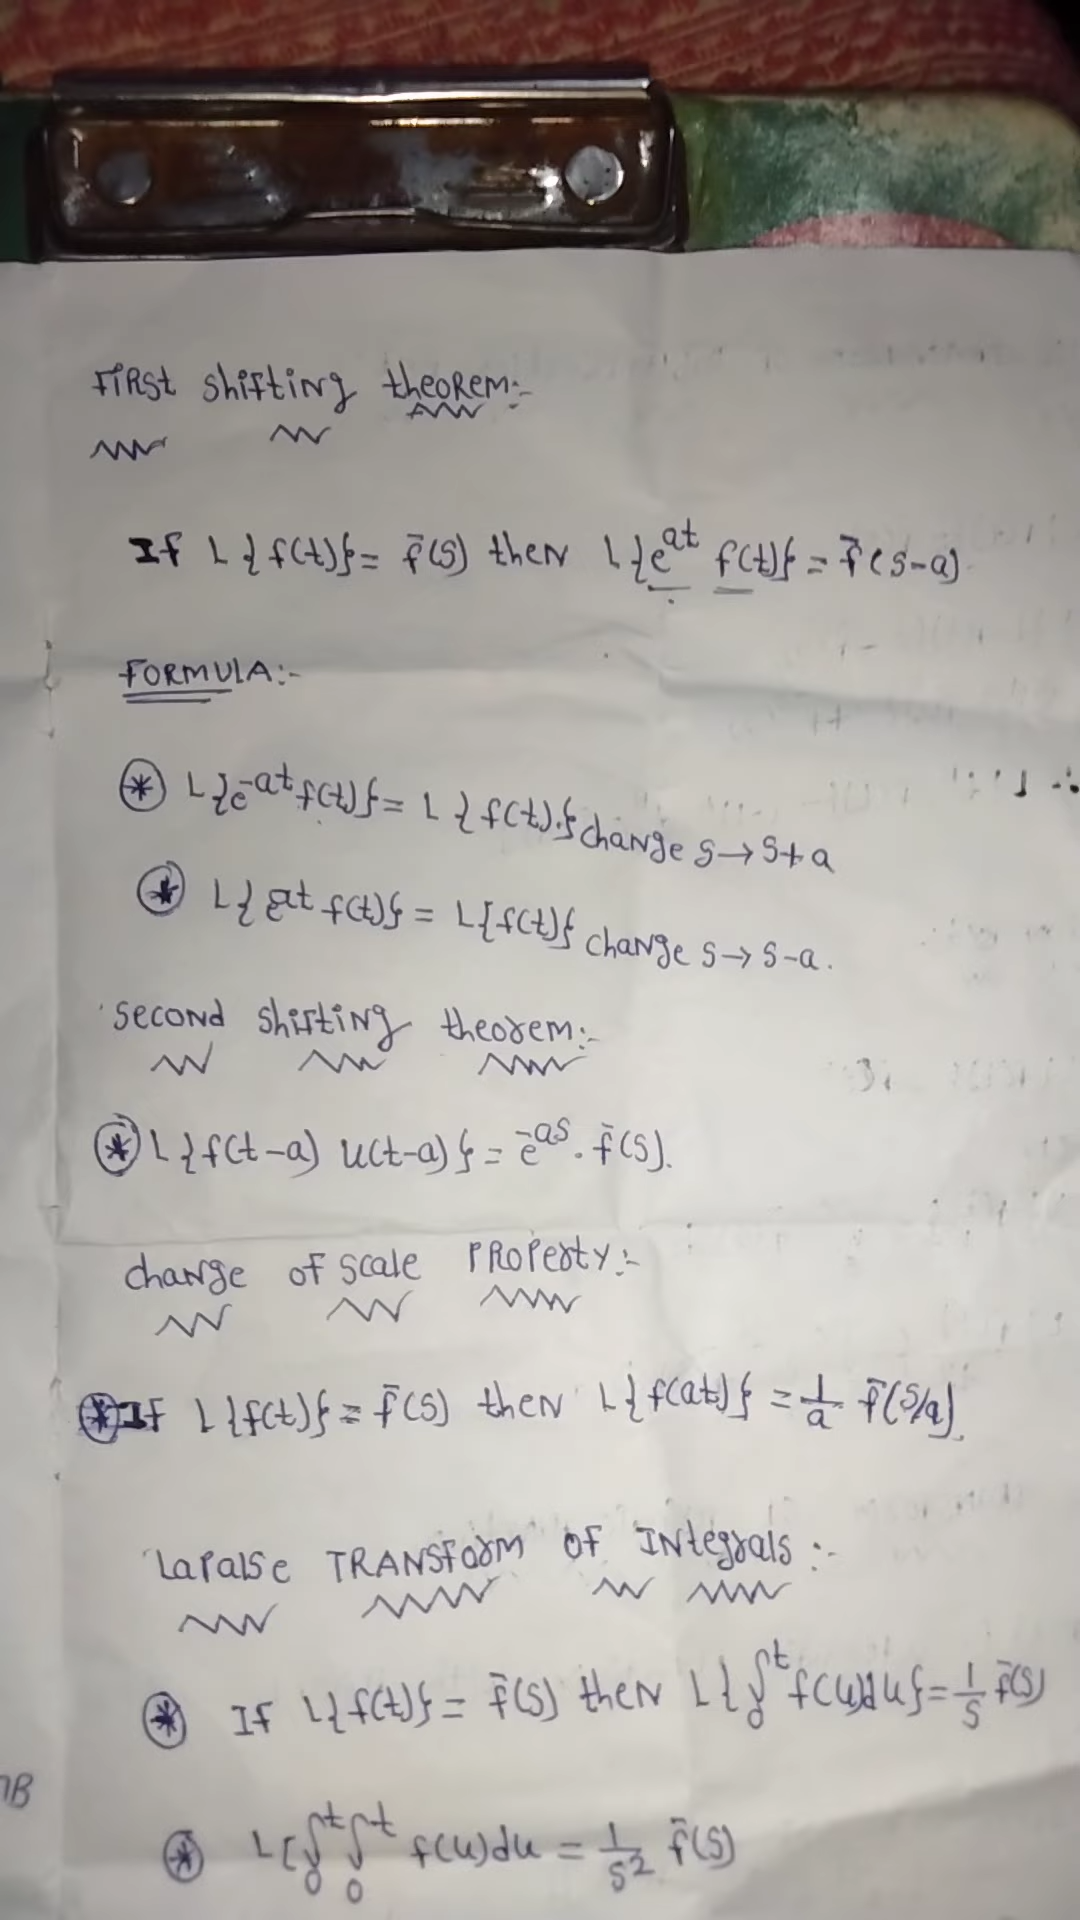 FIRST shifting theorem:-
If L{f(t)} = f̄(s) then L{e^at f(t)} = f̄(s-a)
FORMULA:-
* L{e^-at f(t)} = L{f(t)} change s→s+a
* L{e^at f(t)} = L{f(t)} change s→s-a.
second shifting theorem:-
* L{f(t-a) u(t-a)} = e^-as . f̄(s).
change of scale PROPerty:-
* If L{f(t)} = f̄(s) then L{f(at)} = 1/a f̄(s/a).
Lapalse TRANSform of INtegrals :-
* If L{f(t)} = f̄(s) then L{∫₀^t f(u)du} = 1/s f̄(s)
* L[∫₀^t ∫₀^t f(u)du = 1/s² f̄(s)